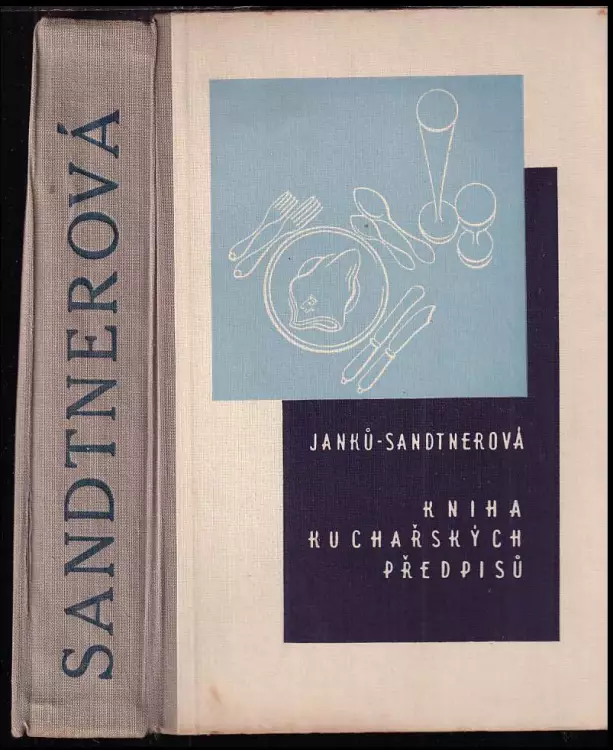 SANDTNEROVÁ
JANKŮ-SANDTNEROVÁ
KNIHA
KUCHAŘSKÝCH
PŘEDPISŮ